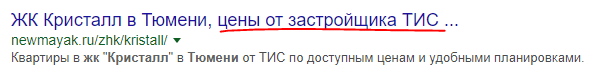 ЖК Кристалл в Тюмени, цены от застройщика ТИС ...
newmayak.ru/zhk/kristall/
Квартиры в жк "Кристалл" в Тюмени от ТИС по доступным ценам и удобными планировками.